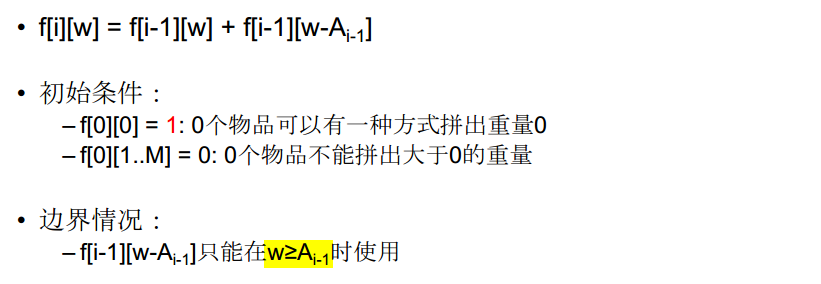 • f[i][w] = f[i-1][w] + f[i-1][w-Ai-1]
• 初始条件：
– f[0][0] = 1: 0个物品可以有一种方式拼出重量0
– f[0][1..M] = 0: 0个物品不能拼出大于0的重量
• 边界情况：
– f[i-1][w-Ai-1]只能在w≥Ai-1时使用